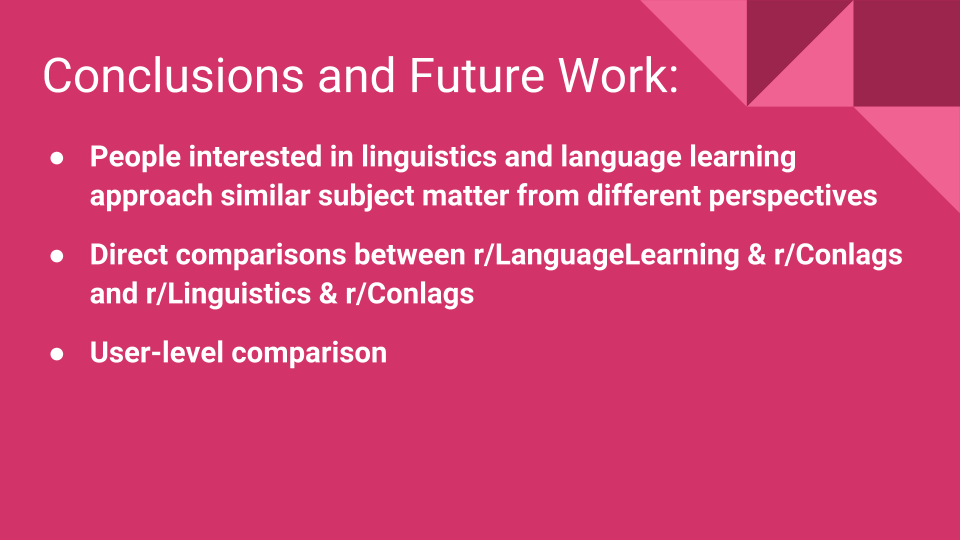 Conclusions and Future Work:
● People interested in linguistics and language learning
approach similar subject matter from different perspectives
● Direct comparisons between r/LanguageLearning & r/Conlags
and r/Linguistics & r/Conlags
● User-level comparison